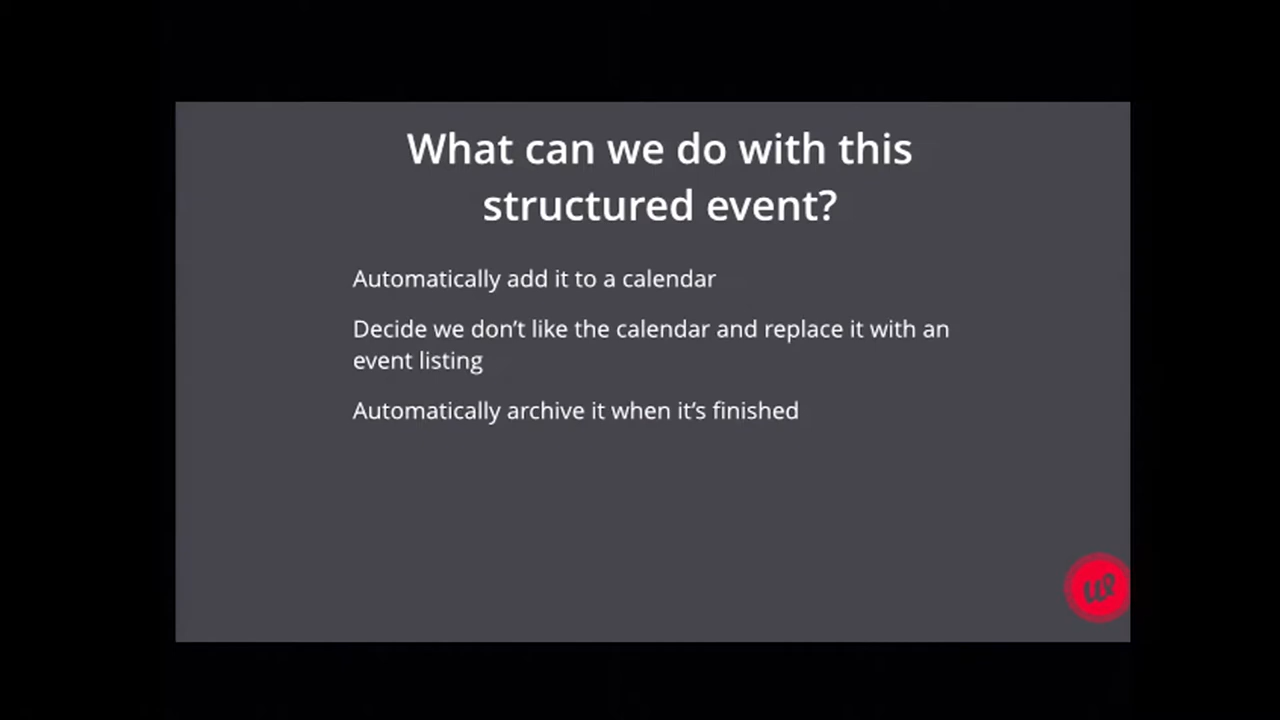 What can we do with this
structured event?
Automatically add it to a calendar
Decide we don’t like the calendar and replace it with an
event listing
Automatically archive it when it’s finished